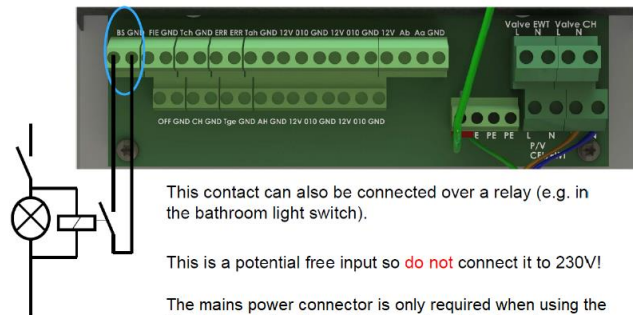 Valve EWT Valve CH
L N L N
BS GND FIE GND Tch GND ERR ERR Tah GND 12V 010 GND 12V 010 GND 12V Ab Aa GND
OFF GND CH GND Tge GND AH GND 12V 010 GND 12V 010 GND
E PE PE L N N
P/V
This contact can also be connected over a relay (e.g. in
the bathroom light switch).
This is a potential free input so do not connect it to 230V!
The mains power connector is only required when using the